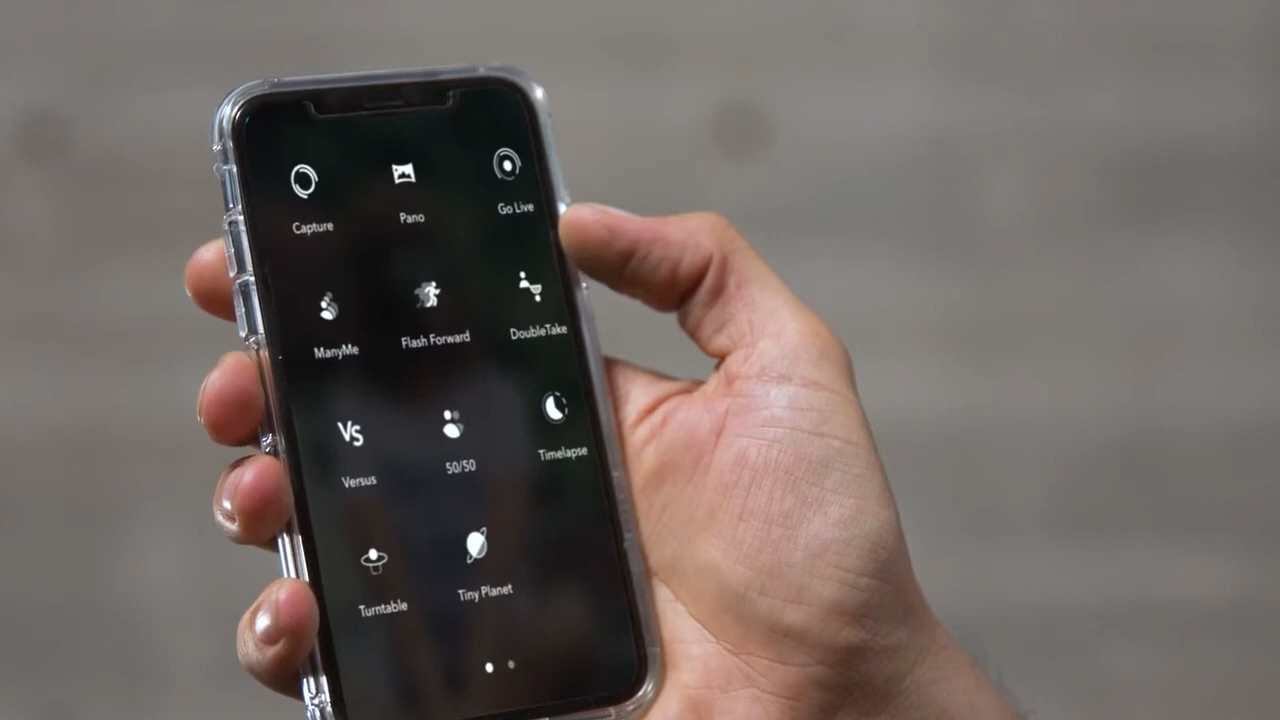 Capture
Pano
Go Live
ManyMe
Flash Forward
DoubleTake
VS
Versus
50/50
Timelapse
Turntable
Tiny Planet